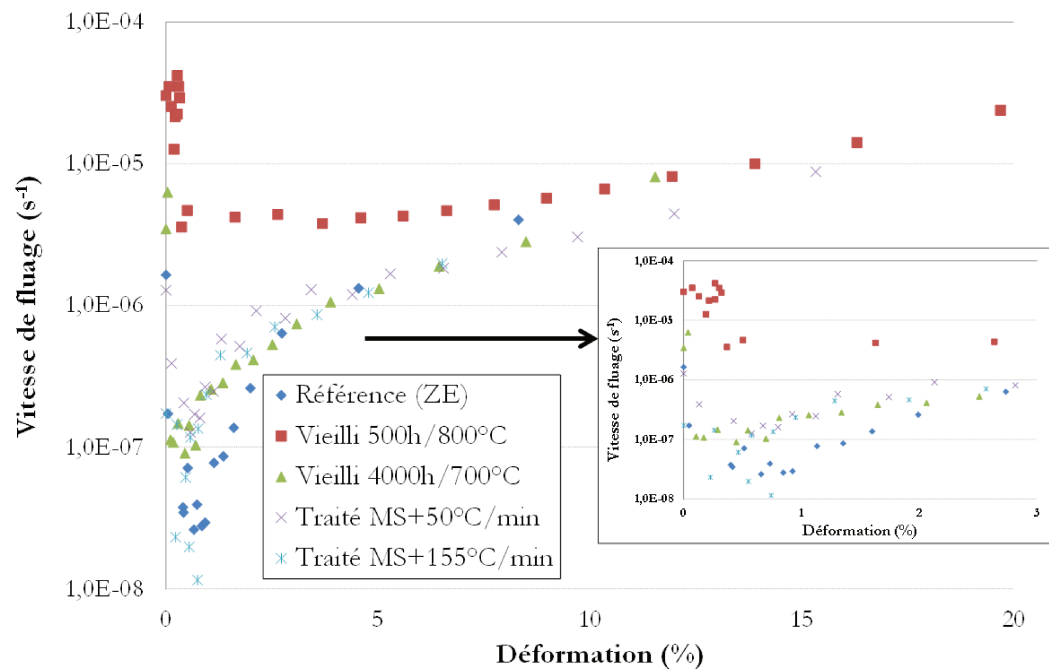 1,0E-04
1,0E-05
1,0E-06
1,0E-07
1,0E-08
Vitesse de fluage (s-1)
0
5
10
15
20
Déformation (%)
Référence (ZE)
Vieilli 500h/800°C
Vieilli 4000h/700°C
Traité MS+50°C/min
Traité MS+155°C/min
1,0E-04
1,0E-05
1,0E-06
1,0E-07
1,0E-08
Vitesse de fluage (s-1)
0
1
2
3
Déformation (%)